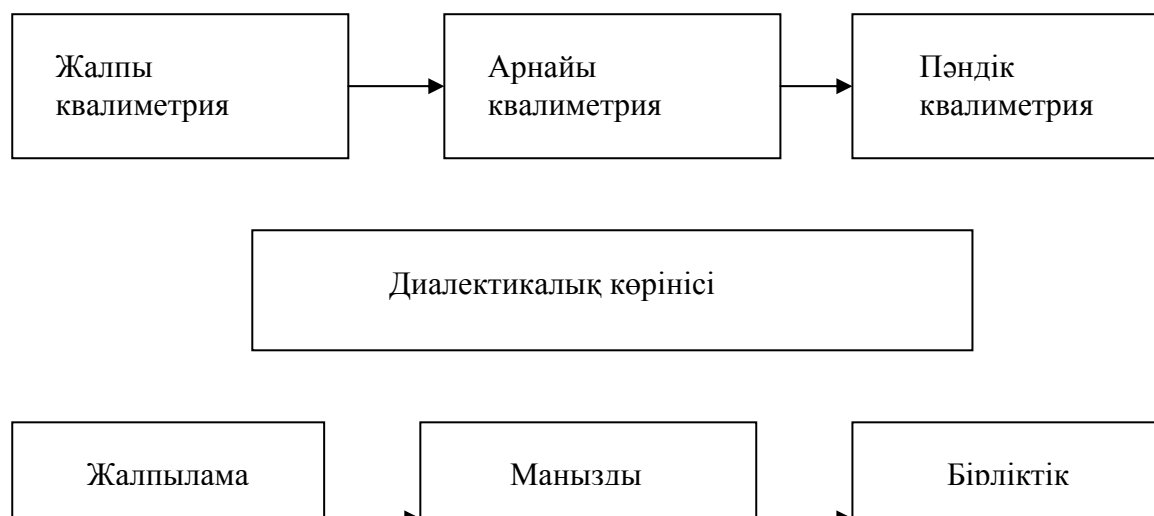 Жалпы
квалиметрия
Арнайы
квалиметрия
Пәндік
квалиметрия
Диалектикалық көрінісі
Жалпылама
Маңызды
Бірліктік